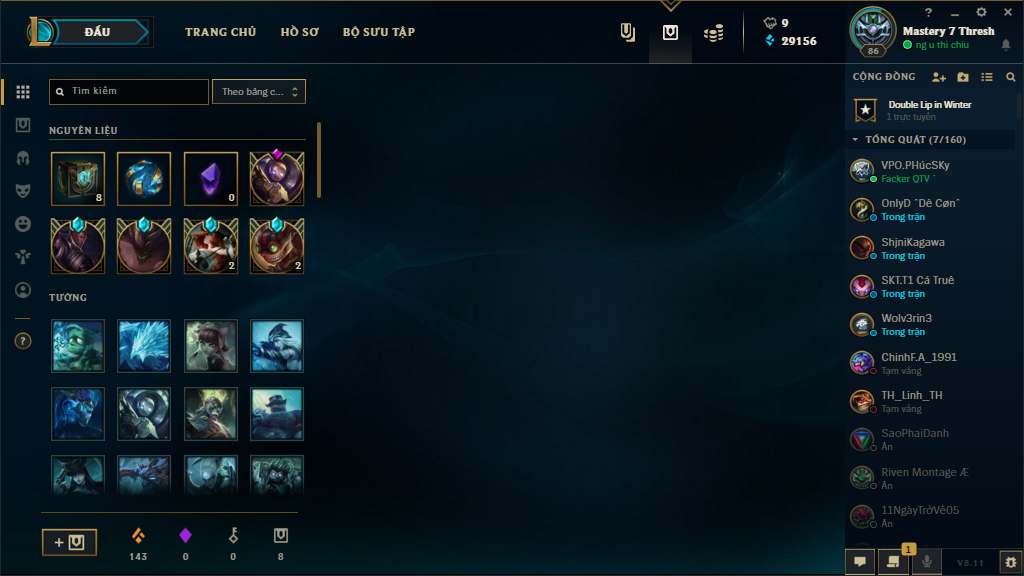 ĐẤU
TRANG CHỦ
HỒ SƠ
BỘ SƯU TẬP
9
29156
?
86
Mastery 7 Thresh
ng u thi chiu
Tìm kiếm
Theo bảng c...
NGUYÊN LIỆU
8
0
2
2
TƯỚNG
?
143
0
0
8
CỘNG ĐỒNG
Double Lip in Winter
1 trực tuyến
TỔNG QUÁT (7/160)
VPO.PHúcSKy
Facker QTV ˆ
OnlyD ˆDê Cønˆ
Trong trận
ShjniKagawa
Trong trận
SKT.T1 Cá Truê
Trong trận
Wolv3rin3
Trong trận
ChinhF.A_1991
Tạm vắng
TH_Linh_TH
Tạm vắng
SaoPhaiDanh
Ẩn
Riven Montage Æ
Ẩn
11NgàyTrởVề05
Ẩn
1
V8.11